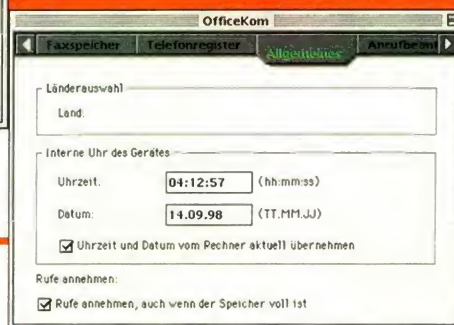 OfficeKom
Faxspeicher Telefonregister Allgemeines Anrufbeant
Länderauswahl
Land:
Interne Uhr des Gerätes
Uhrzeit: 04:12:57 (hh:mm:ss)
Datum: 14.09.98 (TT.MM.JJ)
Uhrzeit und Datum vom Rechner aktuell übernehmen
Rufe annehmen:
Rufe annehmen, auch wenn der Speicher voll ist